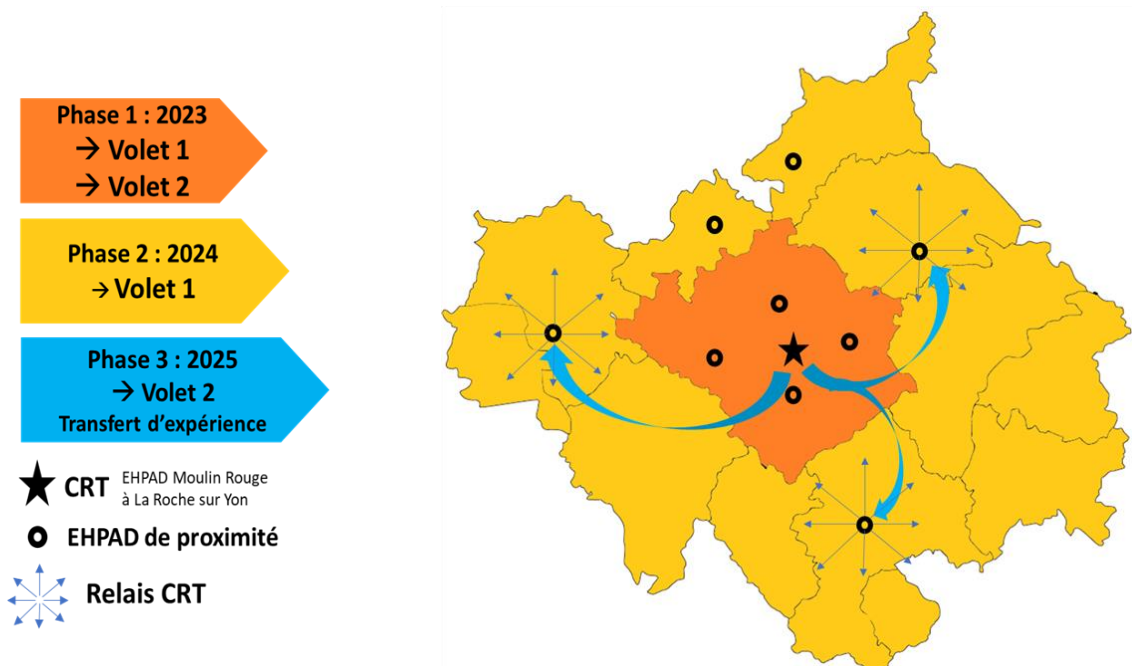 Phase 1 : 2023
→ Volet 1
→ Volet 2
Phase 2 : 2024
→ Volet 1
Phase 3 : 2025
→ Volet 2
Transfert d’expérience
CRT EHPAD Moulin Rouge
à La Roche sur Yon
EHPAD de proximité
Relais CRT